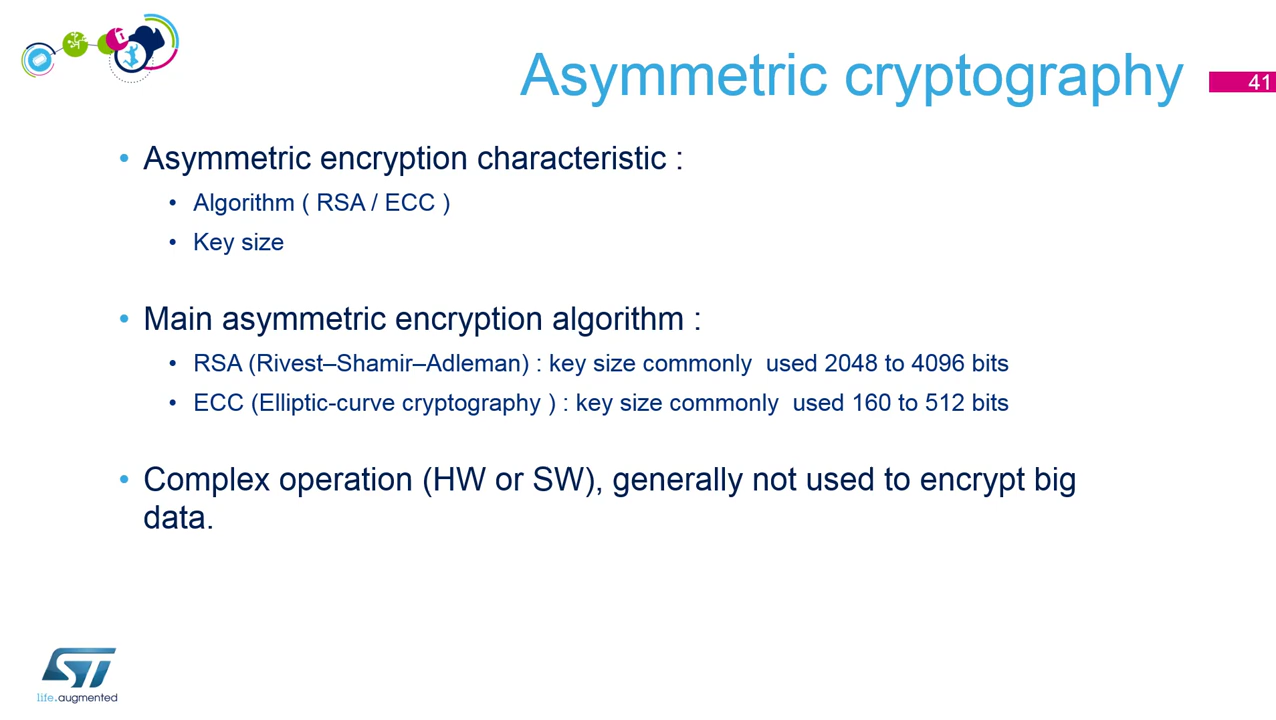 Asymmetric cryptography
41
• Asymmetric encryption characteristic :
• Algorithm ( RSA / ECC )
• Key size
• Main asymmetric encryption algorithm :
• RSA (Rivest–Shamir–Adleman) : key size commonly  used 2048 to 4096 bits
• ECC (Elliptic-curve cryptography ) : key size commonly  used 160 to 512 bits
• Complex operation (HW or SW), generally not used to encrypt big
data.
ST
life.augmented